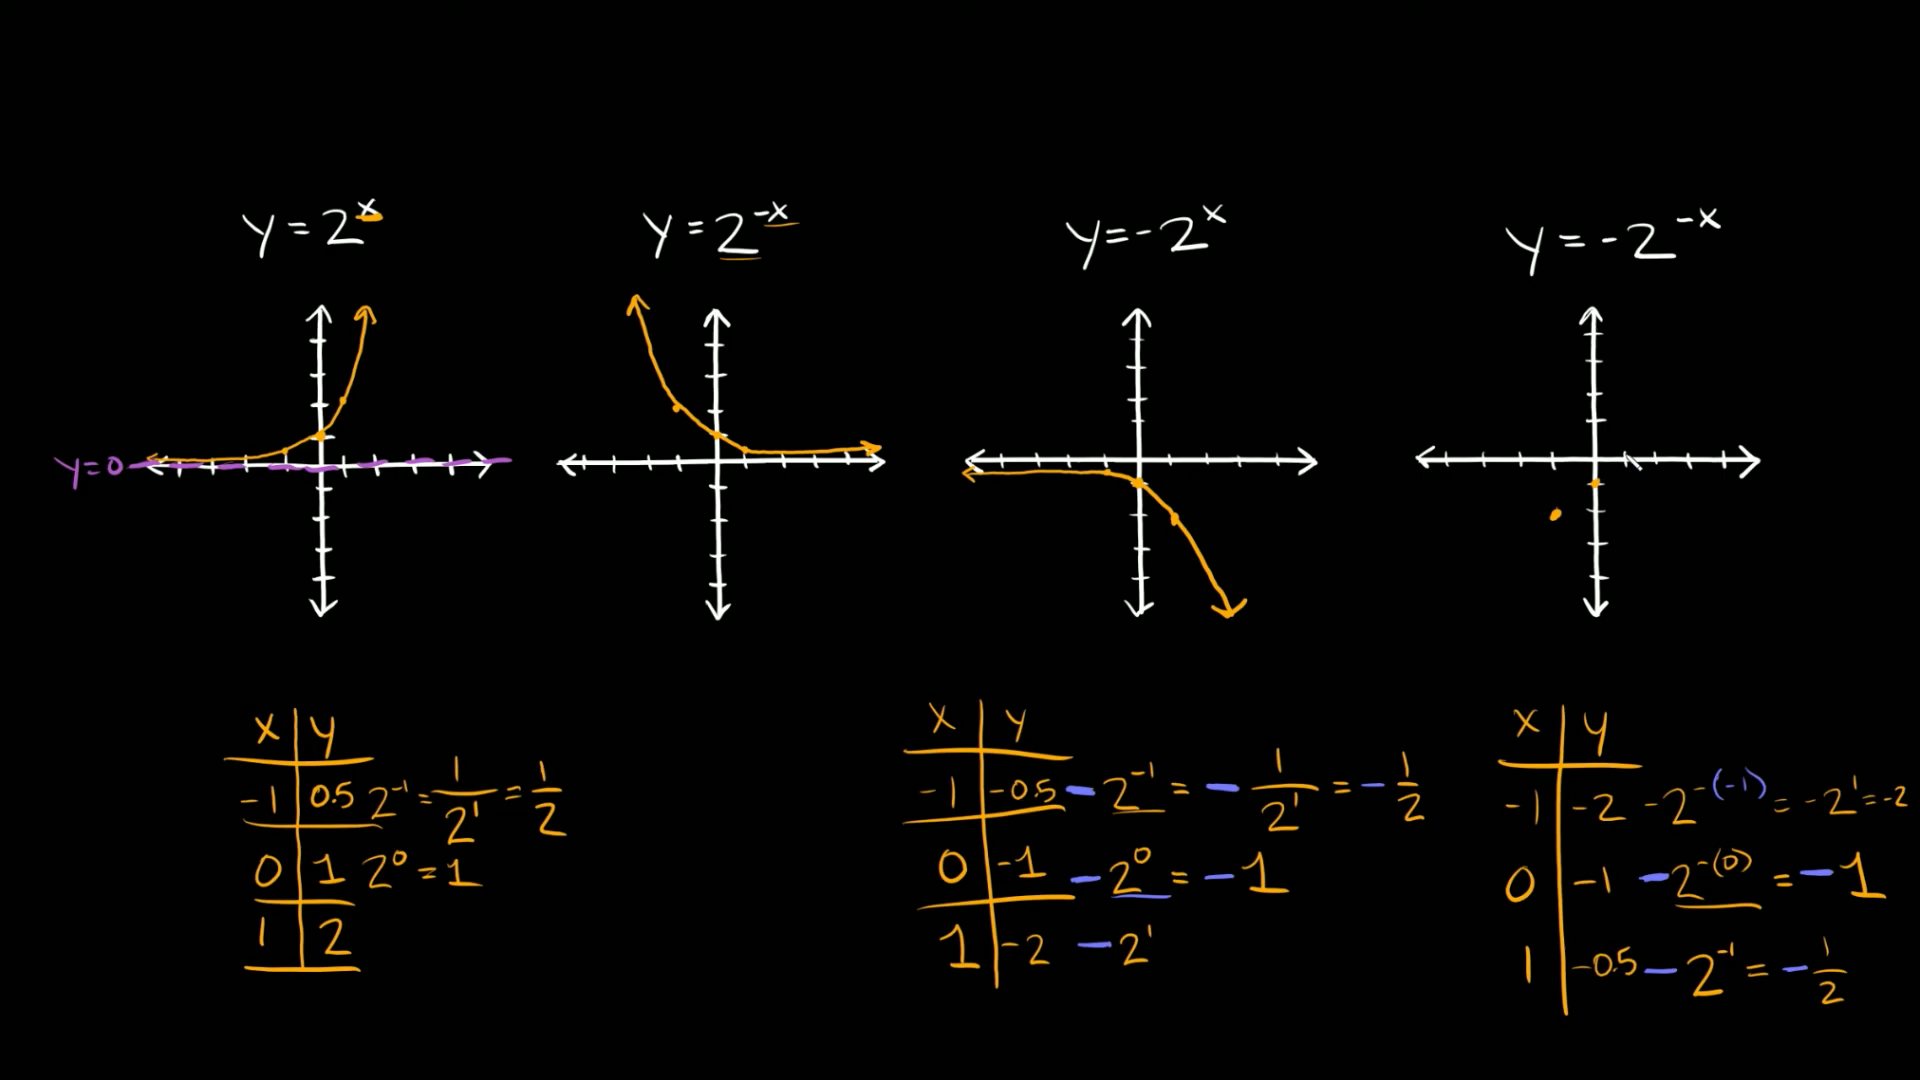 y = 2^x
y = 2^-x
y = -2^x
y = -2^-x
y = 0
x | y
-1 | 0.5 2^-1 = 1/2^1 = 1/2
0 | 1 2^0 = 1
1 | 2
x | y
-1 | -0.5 -2^-1 = -1/2^1 = -1/2
0 | -1 -2^0 = -1
1 | -2 -2^1
x | y
-1 | -2 -2^-(-1) = -2^1 = -2
0 | -1 -2^-(0) = -1
1 | -0.5 -2^-1 = -1/2